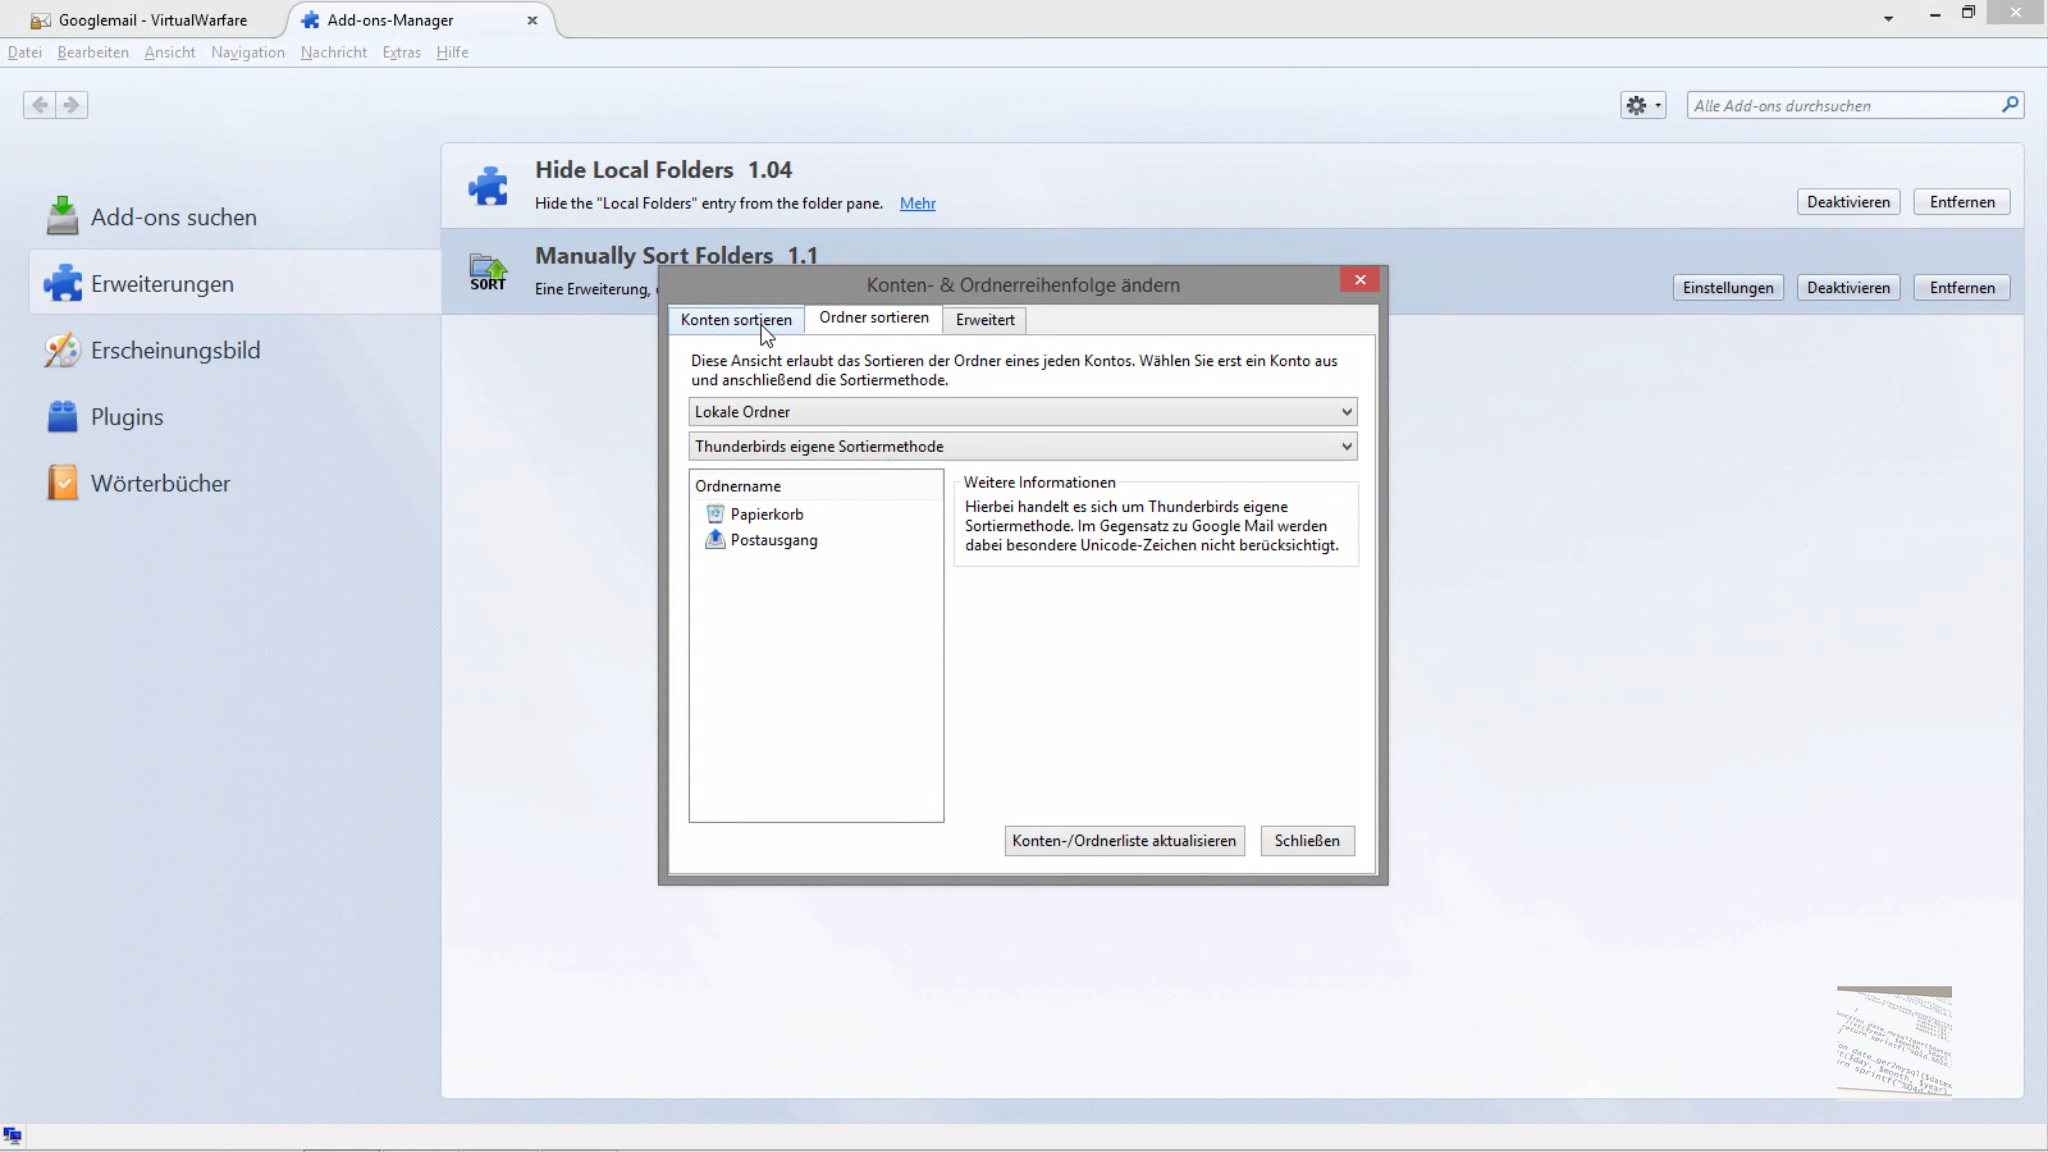 Googlemail - VirtualWarfare
Add-ons-Manager
Datei Bearbeiten Ansicht Navigation Nachricht Extras Hilfe
Alle Add-ons durchsuchen
Add-ons suchen
Erweiterungen
Erscheinungsbild
Plugins
Wörterbücher
Hide Local Folders 1.04
Hide the "Local Folders" entry from the folder pane. Mehr
Deaktivieren Entfernen
SORT
Manually Sort Folders 1.1
Eine Erweiterung,
Einstellungen Deaktivieren Entfernen
Konten- & Ordnerreihenfolge ändern
Konten sortieren Ordner sortieren Erweitert
Diese Ansicht erlaubt das Sortieren der Ordner eines jeden Kontos. Wählen Sie erst ein Konto aus
und anschließend die Sortiermethode.
Lokale Ordner
Thunderbirds eigene Sortiermethode
Ordnername
Papierkorb
Postausgang
Weitere Informationen
Hierbei handelt es sich um Thunderbirds eigene
Sortiermethode. Im Gegensatz zu Google Mail werden
dabei besondere Unicode-Zeichen nicht berücksichtigt.
Konten-/Ordnerliste aktualisieren Schließen